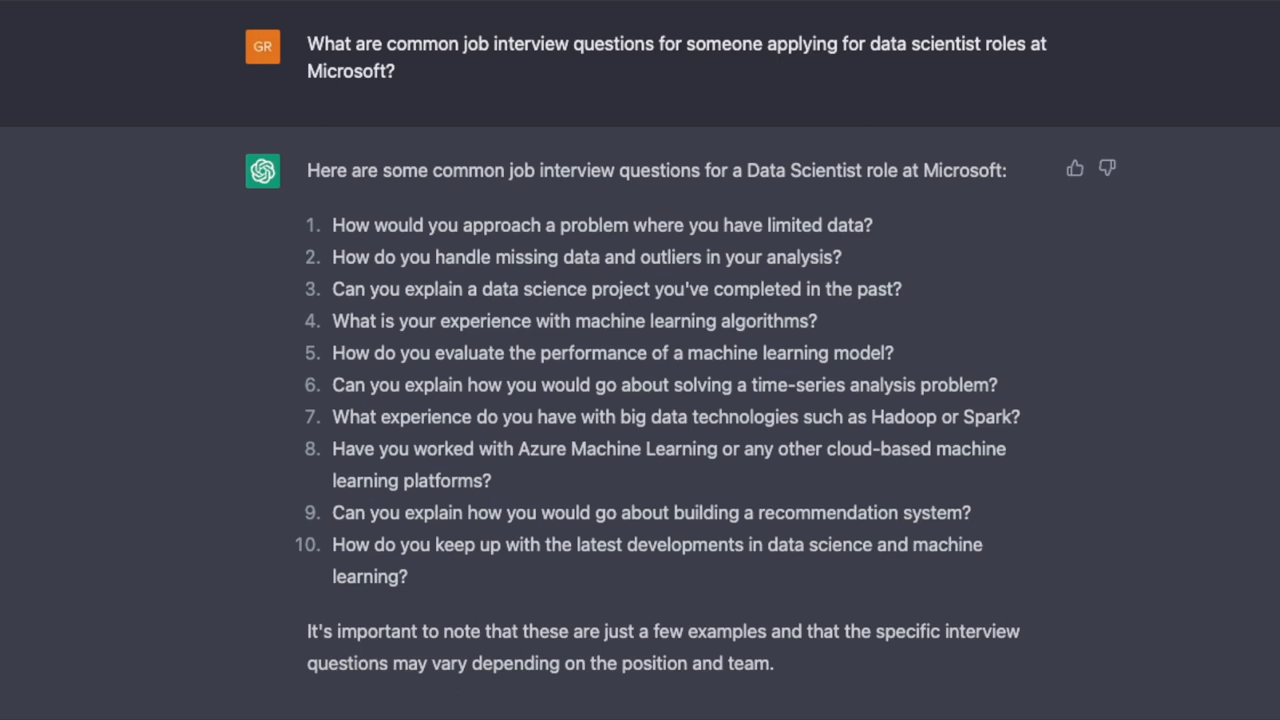 GR
What are common job interview questions for someone applying for data scientist roles at
Microsoft?
Here are some common job interview questions for a Data Scientist role at Microsoft:
1. How would you approach a problem where you have limited data?
2. How do you handle missing data and outliers in your analysis?
3. Can you explain a data science project you've completed in the past?
4. What is your experience with machine learning algorithms?
5. How do you evaluate the performance of a machine learning model?
6. Can you explain how you would go about solving a time-series analysis problem?
7. What experience do you have with big data technologies such as Hadoop or Spark?
8. Have you worked with Azure Machine Learning or any other cloud-based machine
learning platforms?
9. Can you explain how you would go about building a recommendation system?
10. How do you keep up with the latest developments in data science and machine
learning?
It's important to note that these are just a few examples and that the specific interview
questions may vary depending on the position and team.